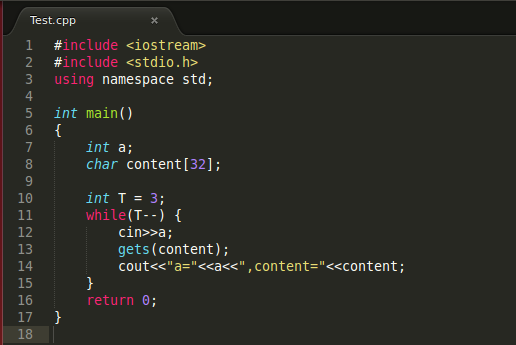 Test.cpp ×
1 #include <iostream>
2 #include <stdio.h>
3 using namespace std;
4
5 int main()
6 {
7     int a;
8     char content[32];
9
10     int T = 3;
11     while(T--) {
12         cin>>a;
13         gets(content);
14         cout<<"a="<<a<<",content="<<content;
15     }
16     return 0;
17 }
18